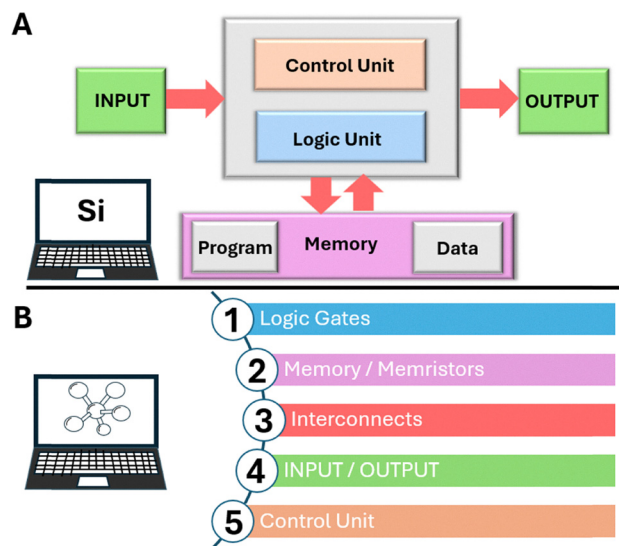 A
Control Unit
INPUT
OUTPUT
Logic Unit
Si
Program
Memory
Data
B
1 Logic Gates
2 Memory / Memristors
3 Interconnects
4 INPUT / OUTPUT
5 Control Unit